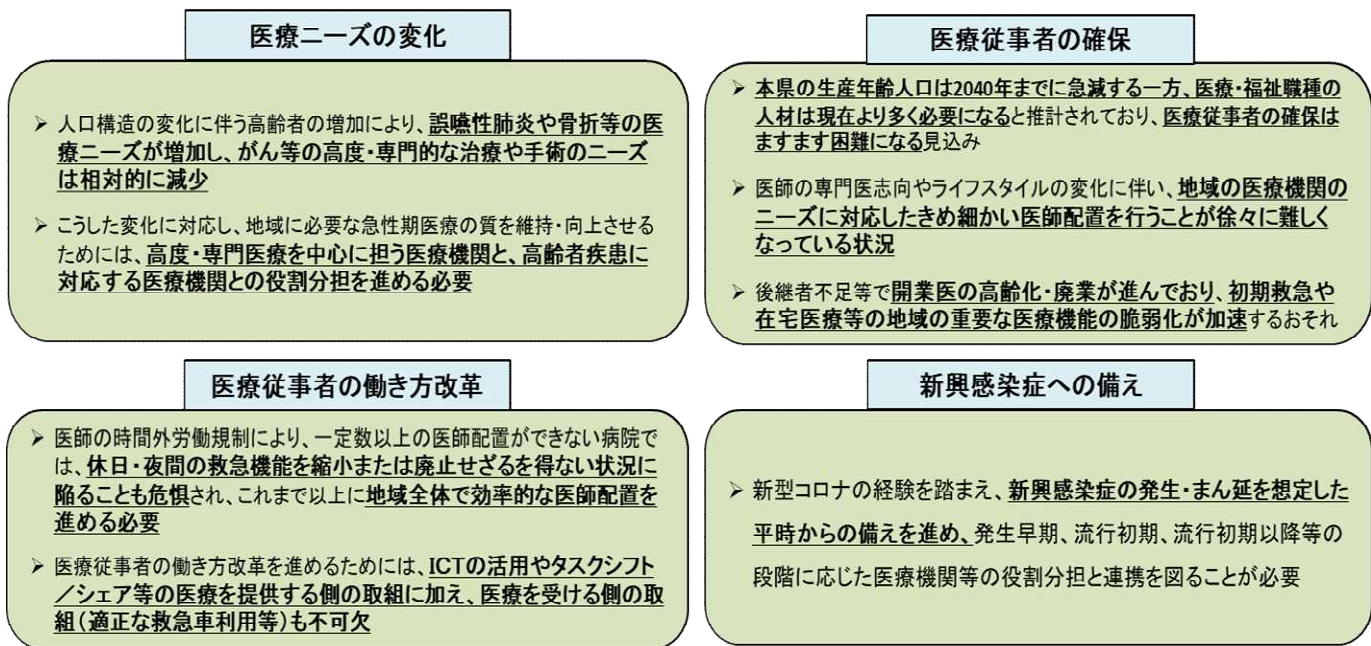 医療ニーズの変化
➢ 人口構造の変化に伴う高齢者の増加により、誤嚥性肺炎や骨折等の医
療ニーズが増加し、がん等の高度・専門的な治療や手術のニーズ
は相対的に減少
➢ こうした変化に対応し、地域に必要な急性期医療の質を維持・向上させる
ためには、高度・専門医療を中心に担う医療機関と、高齢者疾患に
対応する医療機関との役割分担を進める必要
医療従事者の確保
➢ 本県の生産年齢人口は2040年までに急減する一方、医療・福祉職種の
人材は現在より多く必要になると推計されており、医療従事者の確保は
ますます困難になる見込み
➢ 医師の専門医志向やライフスタイルの変化に伴い、地域の医療機関の
ニーズに対応したきめ細かい医師配置を行うことが徐々に難しく
なっている状況
➢ 後継者不足等で開業医の高齢化・廃業が進んでおり、初期救急や
在宅医療等の地域の重要な医療機能の脆弱化が加速するおそれ
医療従事者の働き方改革
➢ 医師の時間外労働規制により、一定数以上の医師配置ができない病院で
は、休日・夜間の救急機能を縮小または廃止せざるを得ない状況に
陥ることも危惧され、これまで以上に地域全体で効率的な医師配置を
進める必要
➢ 医療従事者の働き方改革を進めるためには、ICTの活用やタスクシフト
／シェア等の医療を提供する側の取組に加え、医療を受ける側の取
組（適正な救急車利用等）も不可欠
新興感染症への備え
➢ 新型コロナの経験を踏まえ、新興感染症の発生・まん延を想定した
平時からの備えを進め、発生早期、流行初期、流行初期以降等の
段階に応じた医療機関等の役割分担と連携を図ることが必要